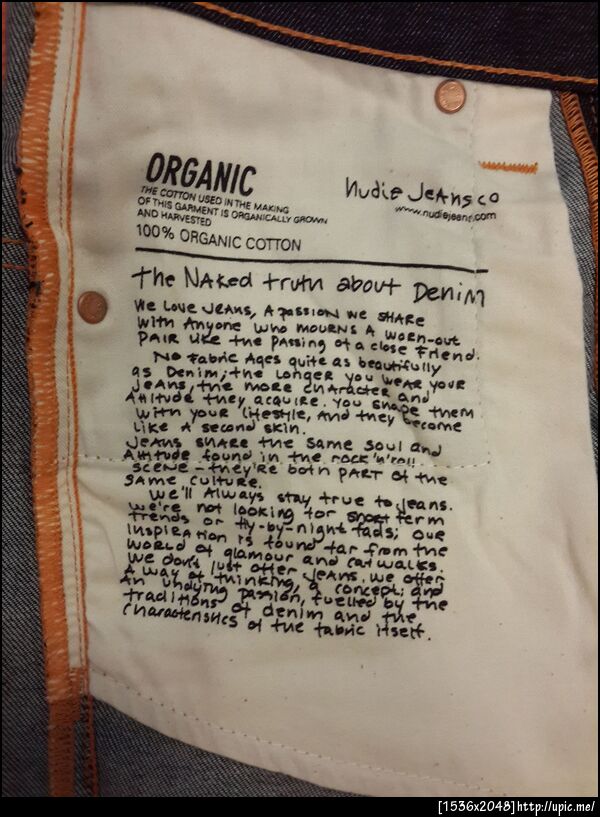 ORGANIC
THE COTTON USED IN THE MAKING
OF THIS GARMENT IS ORGANICALLY GROWN
AND HARVESTED
100% ORGANIC COTTON
nudie jeans co
www.nudiejeans.com
the NAKED truth about DENIM
We Love Jeans, A passion we SHARE
With Anyone who mourns A worn-out
PAIR Like the Passing of a close Friend.
No Fabric Ages quite as beautifully
as Denim; the longer you wear your
Jeans, the more character and
Attitude they acquire. You shape them
with your lifestyle, and they become
Like A second skin.
Jeans share the same soul and
Attitude found in the rock'n'roll
scene - they're both PART of the
same culture.
We'll Always stay true to jeans.
We're not looking for short term
trends or fly-by-night fads; our
inspiration is found far from the
world of glamour and catwalks.
We don't just offer jeans. We offer
A way of thinking, a concept; and
An undying passion, fuelled by the
traditions of denim and the
characteristics of the fabric itself.
[1536x2048]http://upic.me/